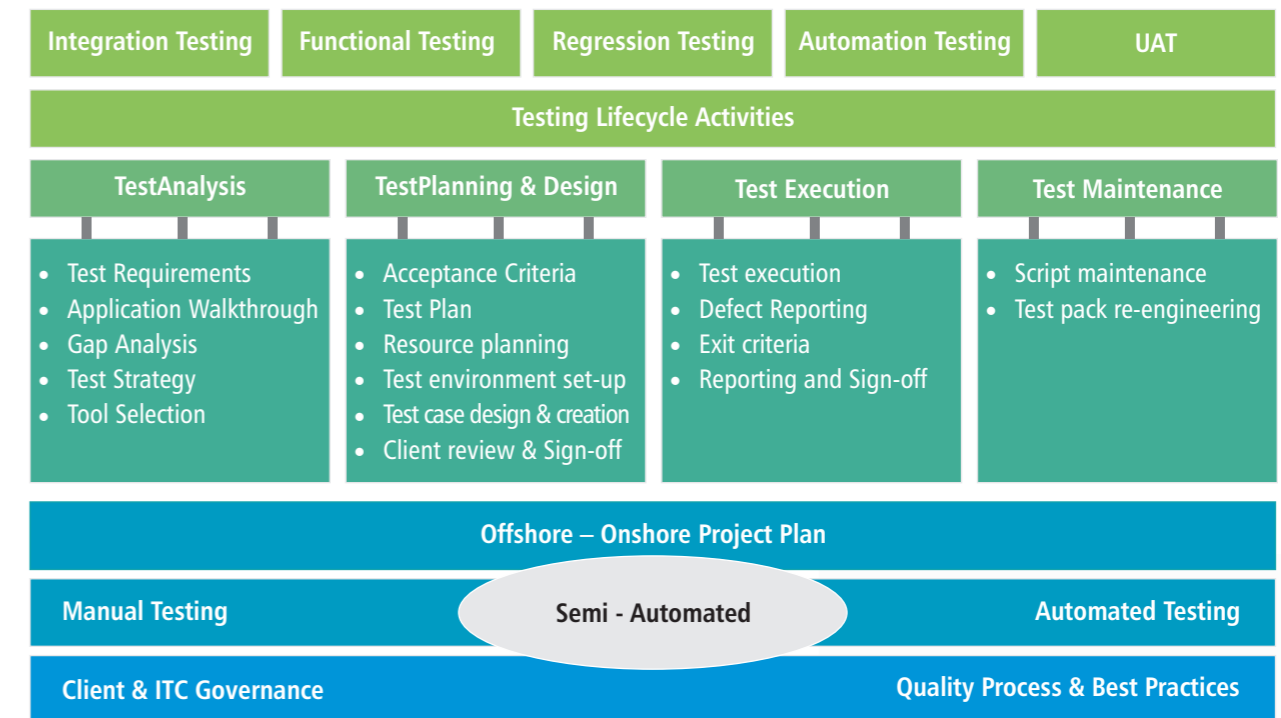 Integration Testing
Functional Testing
Regression Testing
Automation Testing
UAT
Testing Lifecycle Activities
TestAnalysis
TestPlanning & Design
Test Execution
Test Maintenance
• Test Requirements
• Application Walkthrough
• Gap Analysis
• Test Strategy
• Tool Selection
• Acceptance Criteria
• Test Plan
• Resource planning
• Test environment set-up
• Test case design & creation
• Client review & Sign-off
• Test execution
• Defect Reporting
• Exit criteria
• Reporting and Sign-off
• Script maintenance
• Test pack re-engineering
Offshore – Onshore Project Plan
Manual Testing
Semi - Automated
Automated Testing
Client & ITC Governance
Quality Process & Best Practices